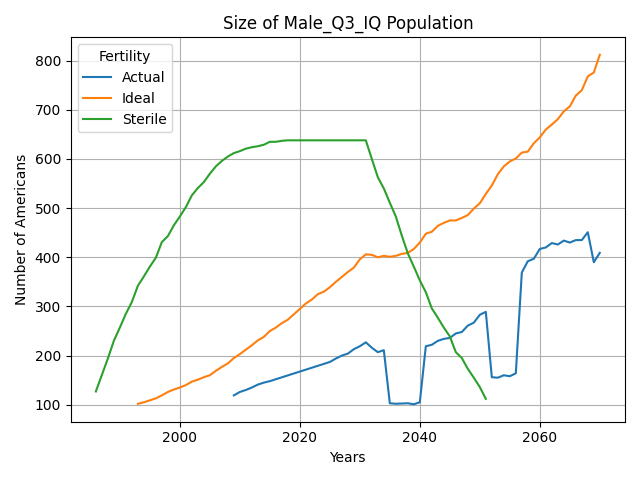 Size of Male_Q3_IQ Population
Fertility
Actual
Ideal
Sterile
Number of Americans
800
700
600
500
400
300
200
100
2000
2020
2040
2060
Years